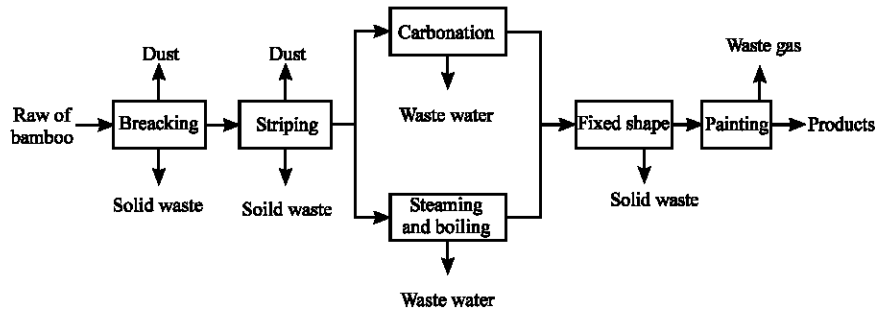 Dust
Dust
Carbonation
Waste gas
Raw of
bamboo
Breacking
Striping
Waste water
Fixed shape
Painting
Products
Solid waste
Soild waste
Steaming
and boiling
Solid waste
Waste water